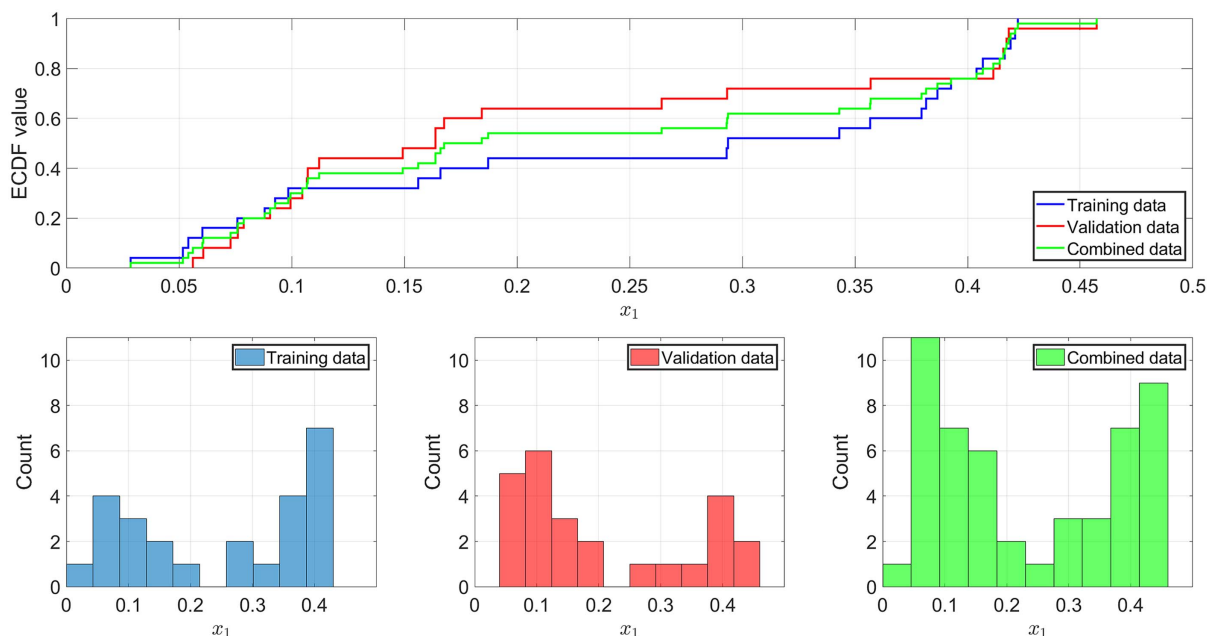 1
0.8
0.6
0.4
0.2
0
ECDF value
0 0.05 0.1 0.15 0.2 0.25 0.3 0.35 0.4 0.45 0.5
x₁
Training data
Validation data
Combined data
10
8
6
4
2
0
Count
0 0.1 0.2 0.3 0.4
x₁
Training data
10
8
6
4
2
0
Count
0 0.1 0.2 0.3 0.4
x₁
Validation data
10
8
6
4
2
0
Count
0 0.1 0.2 0.3 0.4
x₁
Combined data